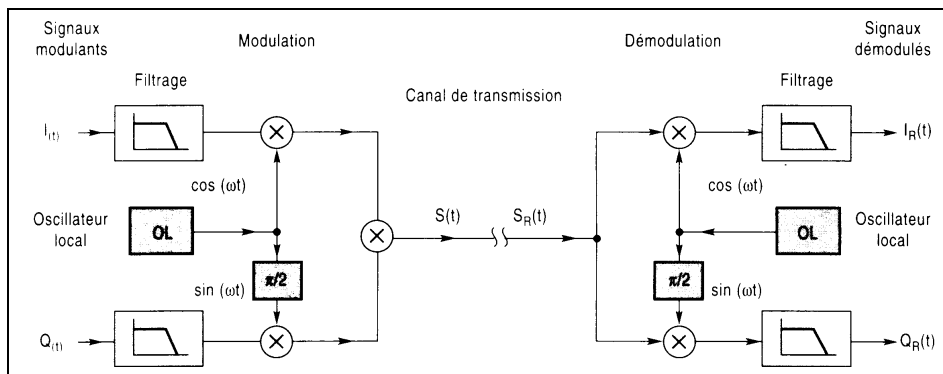 Signaux
modulants
Modulation
Démodulation
Signaux
démodulés
Filtrage
Canal de transmission
Filtrage
I(t)
IR(t)
cos (ωt)
cos (ωt)
Oscillateur
local
OL
S(t)
SR(t)
OL
Oscillateur
local
π/2
π/2
sin (ωt)
sin (ωt)
Q(t)
QR(t)